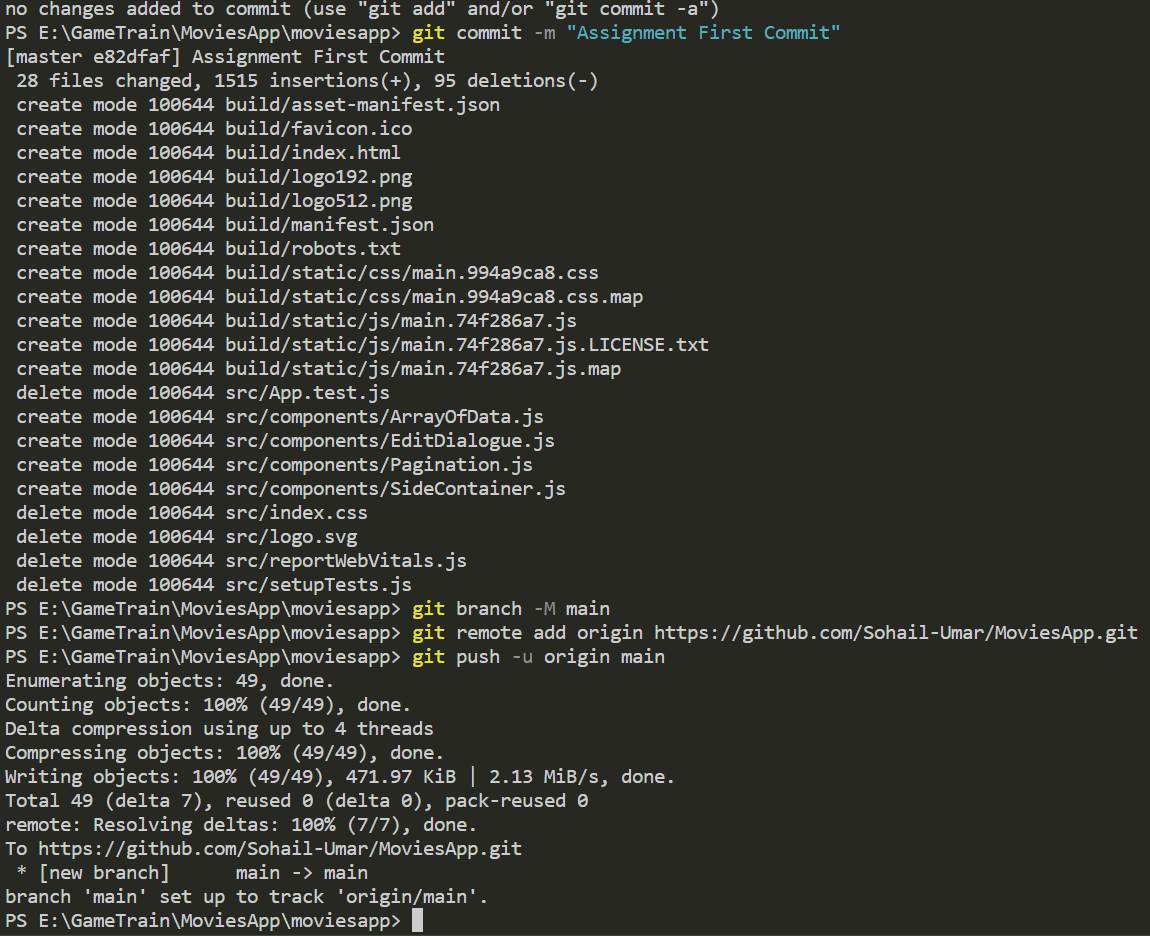 no changes added to commit (use "git add" and/or "git commit -a")
PS E:\GameTrain\MoviesApp\moviesapp> git commit -m "Assignment First Commit"
[master e82dfaf] Assignment First Commit
 28 files changed, 1515 insertions(+), 95 deletions(-)
 create mode 100644 build/asset-manifest.json
 create mode 100644 build/favicon.ico
 create mode 100644 build/index.html
 create mode 100644 build/logo192.png
 create mode 100644 build/logo512.png
 create mode 100644 build/manifest.json
 create mode 100644 build/robots.txt
 create mode 100644 build/static/css/main.994a9ca8.css
 create mode 100644 build/static/css/main.994a9ca8.css.map
 create mode 100644 build/static/js/main.74f286a7.js
 create mode 100644 build/static/js/main.74f286a7.js.LICENSE.txt
 create mode 100644 build/static/js/main.74f286a7.js.map
 delete mode 100644 src/App.test.js
 create mode 100644 src/components/ArrayOfData.js
 create mode 100644 src/components/EditDialogue.js
 create mode 100644 src/components/Pagination.js
 create mode 100644 src/components/SideContainer.js
 delete mode 100644 src/index.css
 delete mode 100644 src/logo.svg
 delete mode 100644 src/reportWebVitals.js
 delete mode 100644 src/setupTests.js
PS E:\GameTrain\MoviesApp\moviesapp> git branch -M main
PS E:\GameTrain\MoviesApp\moviesapp> git remote add origin https://github.com/Sohail-Umar/MoviesApp.git
PS E:\GameTrain\MoviesApp\moviesapp> git push -u origin main
Enumerating objects: 49, done.
Counting objects: 100% (49/49), done.
Delta compression using up to 4 threads
Compressing objects: 100% (49/49), done.
Writing objects: 100% (49/49), 471.97 KiB | 2.13 MiB/s, done.
Total 49 (delta 7), reused 0 (delta 0), pack-reused 0
remote: Resolving deltas: 100% (7/7), done.
To https://github.com/Sohail-Umar/MoviesApp.git
 * [new branch]      main -> main
branch 'main' set up to track 'origin/main'.
PS E:\GameTrain\MoviesApp\moviesapp>